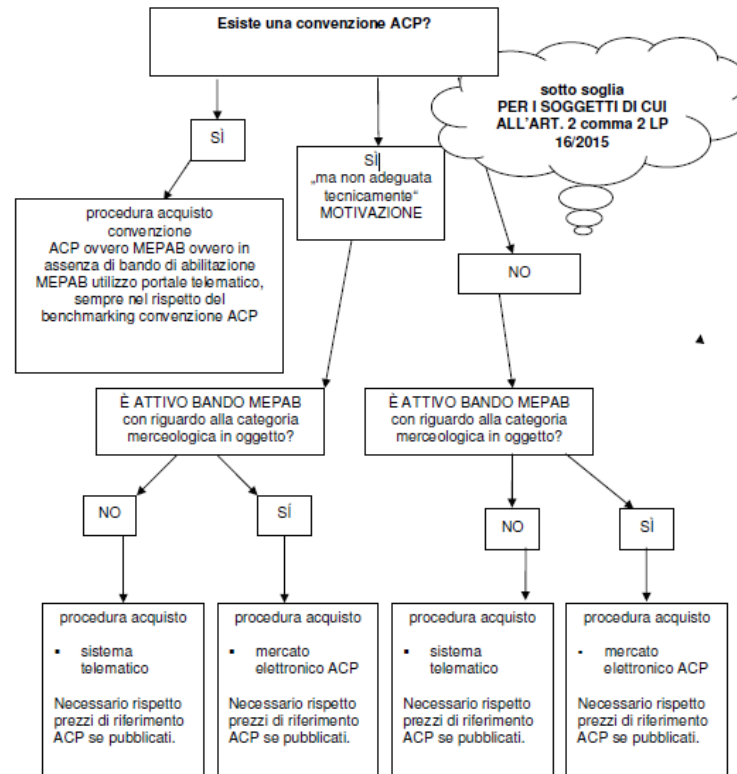 Esiste una convenzione ACP?
sotto soglia
PER I SOGGETTI DI CUI
ALL'ART. 2 comma 2 LP
16/2015
SÌ
SÌ
„ma non adeguata
tecnicamente“
MOTIVAZIONE
procedura acquisto
convenzione
ACP ovvero MEPAB ovvero in
assenza di bando di abilitazione
MEPAB utilizzo portale telematico,
sempre nel rispetto del
benchmarking convenzione ACP
NO
È ATTIVO BANDO MEPAB
con riguardo alla categoria
merceologica in oggetto?
È ATTIVO BANDO MEPAB
con riguardo alla categoria
merceologica in oggetto?
NO
SÍ
NO
SÌ
procedura acquisto
▪ sistema
telematico
Necessario rispetto
prezzi di riferimento
ACP se pubblicati.
procedura acquisto
▪ mercato
elettronico ACP
Necessario rispetto
prezzi di riferimento
ACP se pubblicati.
procedura acquisto
▪ sistema
telematico
Necessario rispetto
prezzi di riferimento
ACP se pubblicati.
procedura acquisto
- mercato
elettronico ACP
Necessario rispetto
prezzi di riferimento
ACP se pubblicati.